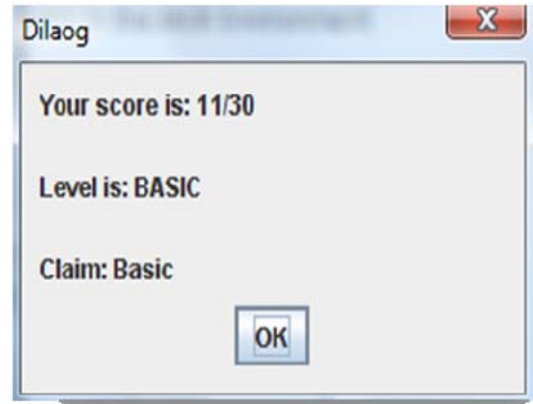 Dilaog
Your score is: 11/30
Level is: BASIC
Claim: Basic
OK